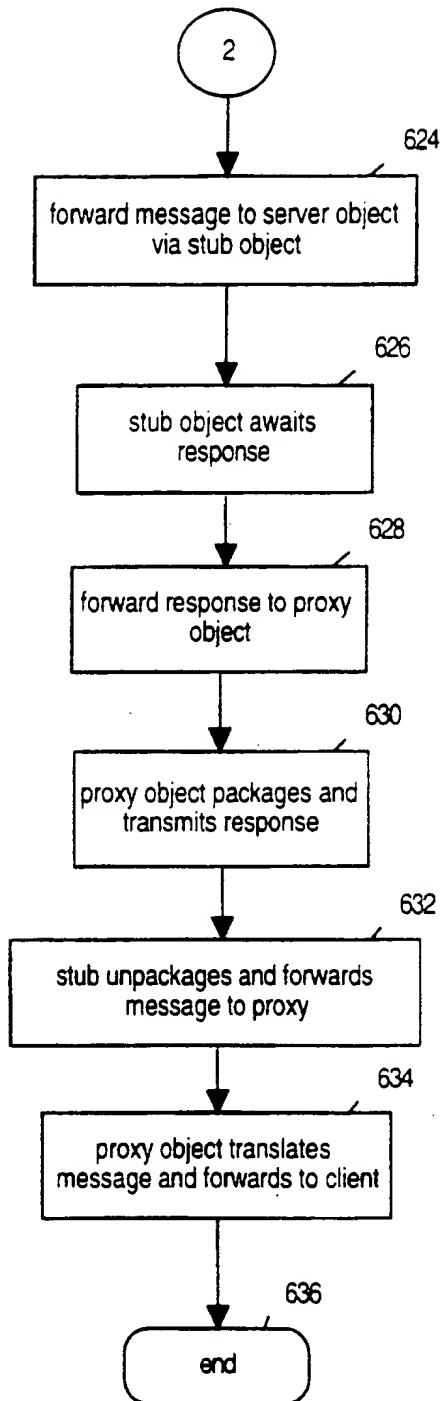 2
624
forward message to server object
via stub object
626
stub object awaits
response
628
forward response to proxy
object
630
proxy object packages and
transmits response
632
stub unpackages and forwards
message to proxy
634
proxy object translates
message and forwards to client
636
end